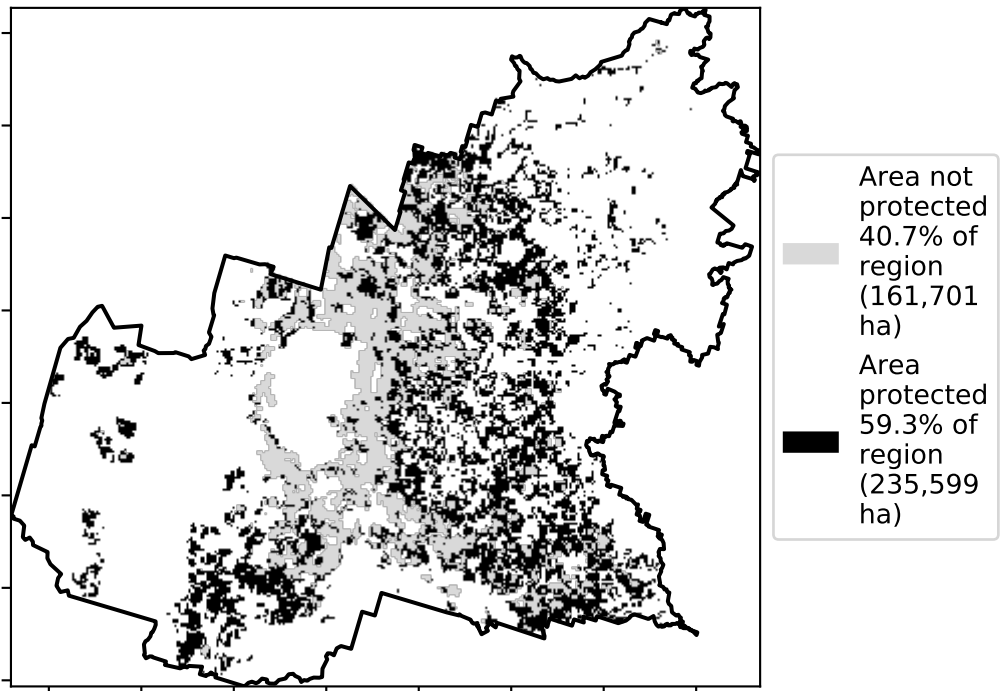 Area not
protected
40.7% of
region
(161,701
ha)
Area
protected
59.3% of
region
(235,599
ha)